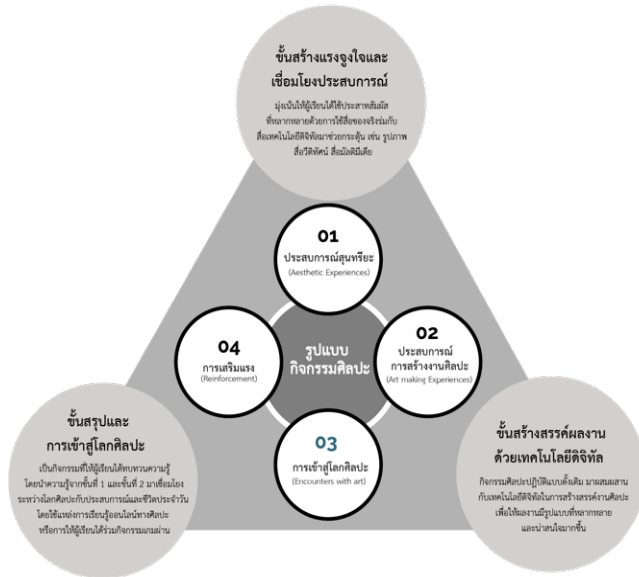 ขั้นสร้างแรงจูงใจและ
เชื่อมโยงประสบการณ์
มุ่งเน้นให้ผู้เรียนได้ใช้ประสาทสัมผัส
ที่หลากหลายด้วยการใช้สื่อของจริงร่วมกับ
สื่อเทคโนโลยีดิจิทัลมาช่วยกระตุ้น เช่น รูปภาพ
สื่อวีดิทัศน์ สื่อมัลติมีเดีย
01
ประสบการณ์สุนทรียะ
(Aesthetic Experiences)
02
ประสบการณ์
การสร้างงานศิลปะ
(Art making Experiences)
รูปแบบ
กิจกรรมศิลปะ
04
การเสริมแรง
(Reinforcement)
03
การเข้าสู่โลกศิลปะ
(Encounters with art)
ขั้นสรุปและ
การเข้าสู่โลกศิลปะ
เป็นกิจกรรมที่ให้ผู้เรียนได้ทบทวนความรู้
โดยนำความรู้จากขั้นที่ 1 และขั้นที่ 2 มาเชื่อมโยง
ระหว่างโลกศิลปะกับประสบการณ์และชีวิตประจำวัน
โดยใช้แหล่งการเรียนรู้ออนไลน์ทางศิลปะ
หรือการให้ผู้เรียนได้ร่วมกิจกรรมเกมผ่าน
ขั้นสร้างสรรค์ผลงาน
ด้วยเทคโนโลยีดิจิทัล
กิจกรรมศิลปะปฏิบัติแบบดั้งเดิม มาผสมผสาน
กับเทคโนโลยีดิจิทัลในการสร้างสรรค์งานศิลปะ
เพื่อให้ผลงานมีรูปแบบที่หลากหลาย
และน่าสนใจมากขึ้น